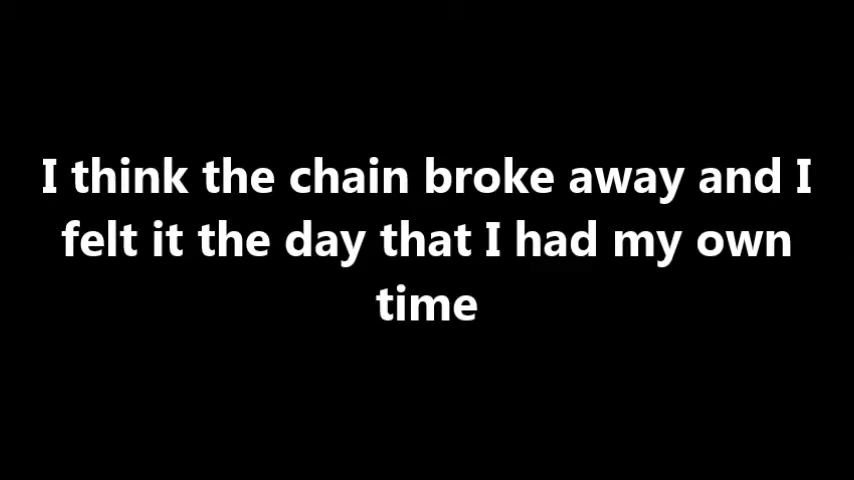 I think the chain broke away and I
felt it the day that I had my own
time